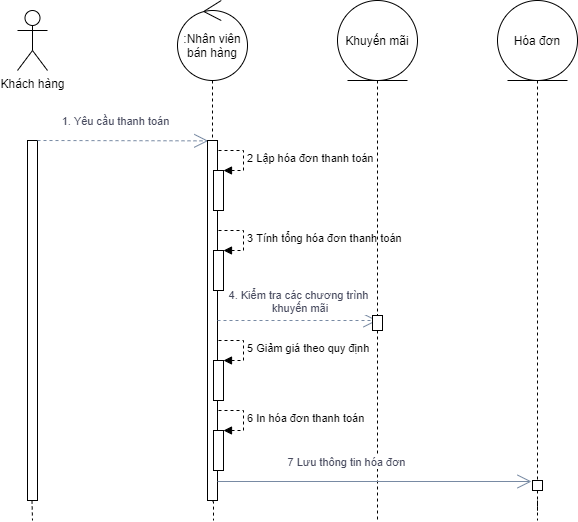 :Nhân viên
bán hàng
Khuyến mãi
Hóa đơn
Khách hàng
1. Yêu cầu thanh toán
2 Lập hóa đơn thanh toán
3 Tính tổng hóa đơn thanh toán
4. Kiểm tra các chương trình
khuyến mãi
5 Giảm giá theo quy định
6 In hóa đơn thanh toán
7 Lưu thông tin hóa đơn